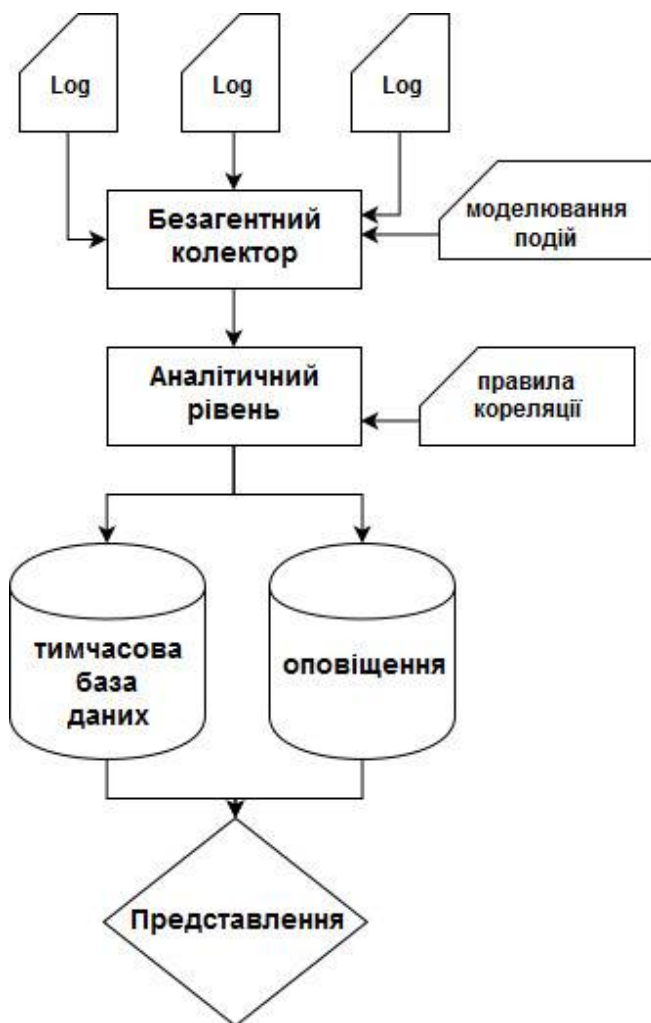 Log
Log
Log
Безагентний
колектор
моделювання
подій
Аналітичний
рівень
правила
кореляції
тимчасова
база
даних
оповіщення
Представлення